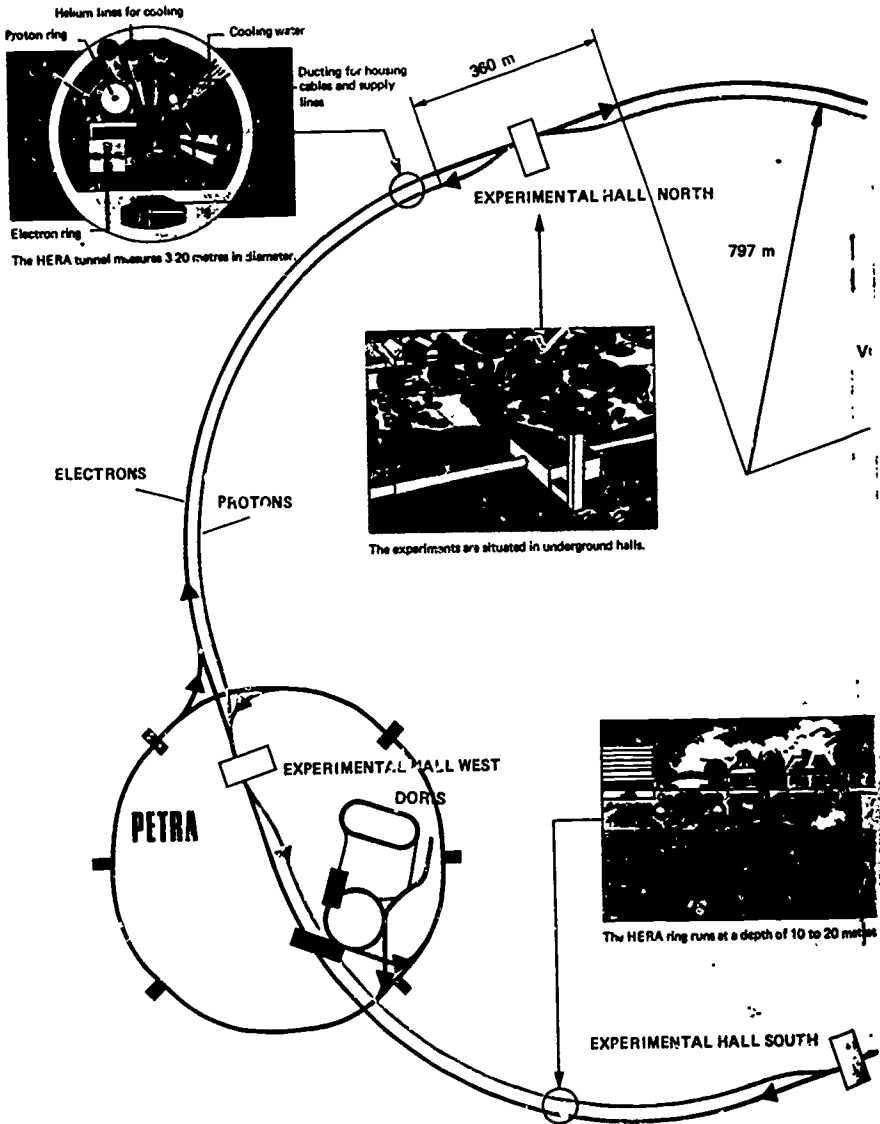 Helium lines for cooling
Proton ring
Cooling water
Ducting for housing
cables and supply
lines
Electron ring
The HERA tunnel measures 3 20 metres in diameter.
360 m
EXPERIMENTAL HALL NORTH
797 m
ELECTRONS
PROTONS
The experiments are situated in underground halls.
EXPERIMENTAL HALL WEST
DORIS
PETRA
The HERA ring runs at a depth of 10 to 20 metres
EXPERIMENTAL HALL SOUTH